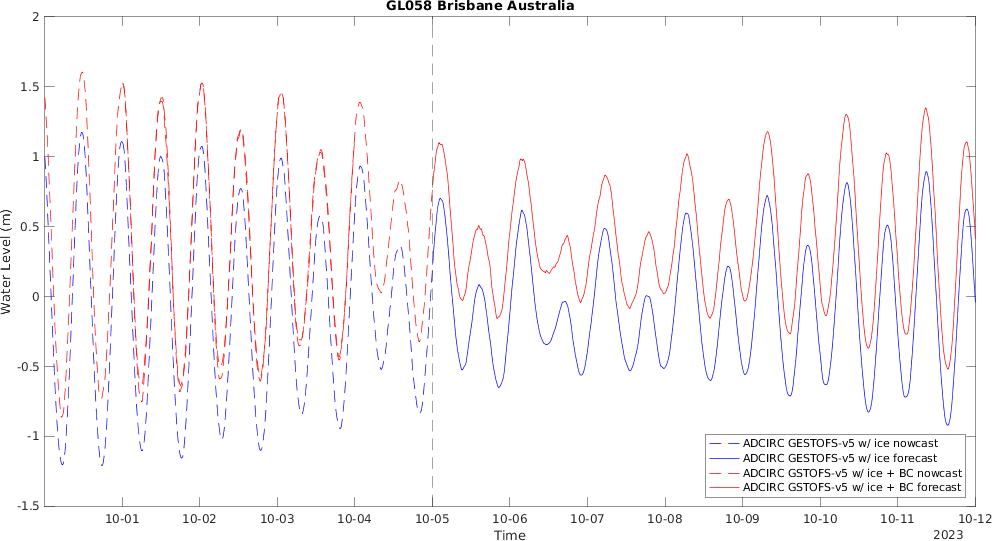 GL058 Brisbane Australia
2
1.5
1
0.5
0
-0.5
-1
-1.5
Water Level (m)
ADCIRC GESTOFS-v5 w/ ice nowcast
ADCIRC GESTOFS-v5 w/ ice forecast
ADCIRC GSTOFS-v5 w/ ice + BC nowcast
ADCIRC GSTOFS-v5 w/ ice + BC forecast
10-01 10-02 10-03 10-04 10-05 10-06 10-07 10-08 10-09 10-10 10-11 10-12
Time
2023